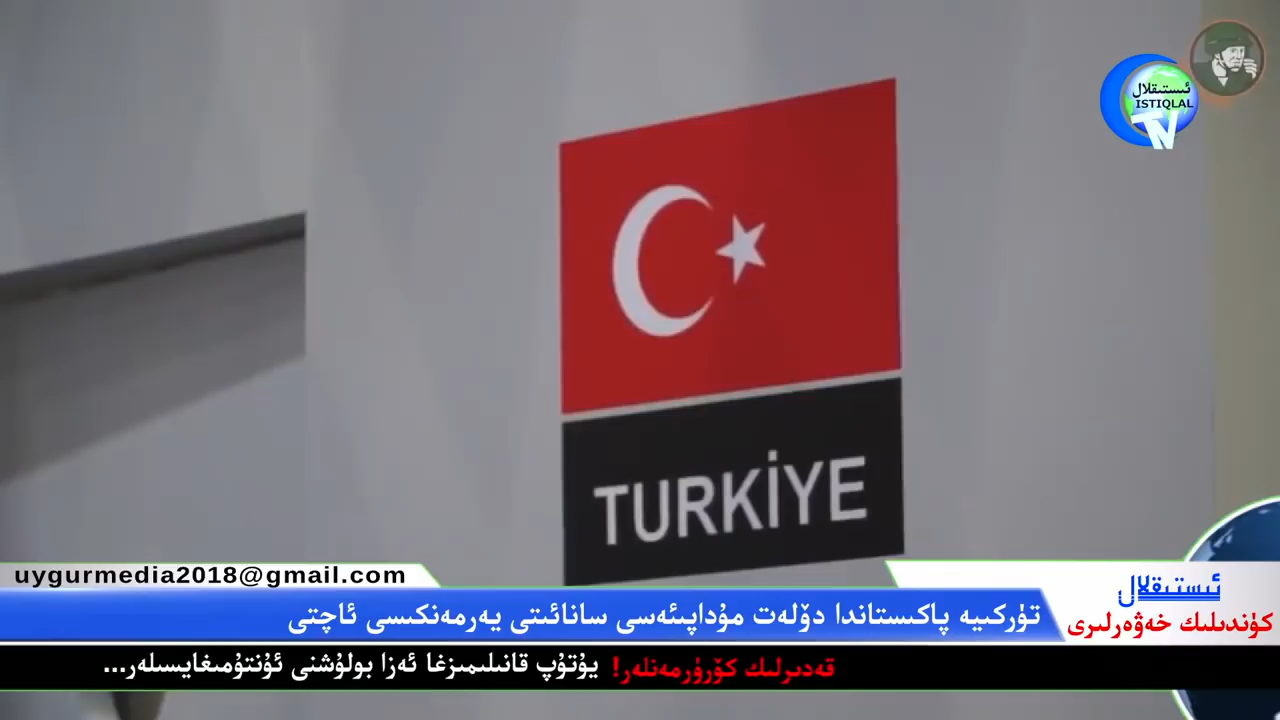 ئىستىقلال
ISTIQLAL
TV
TURKİYE
uygurmedia2018@gmail.com
ئىستىقلال
كۈندىلىك خەۋەرلىرى
تۈركىيە پاكىستاندا دۆلەت مۇداپىئەسى سانائىتى يەرمەنكىسى ئاچتى
قەدىرلىك كۆرۈرمەنلەر! يۇتۇپ قانىلىمىزغا ئەزا بولۇشنى ئۇنتۇمىغايسىلەر...